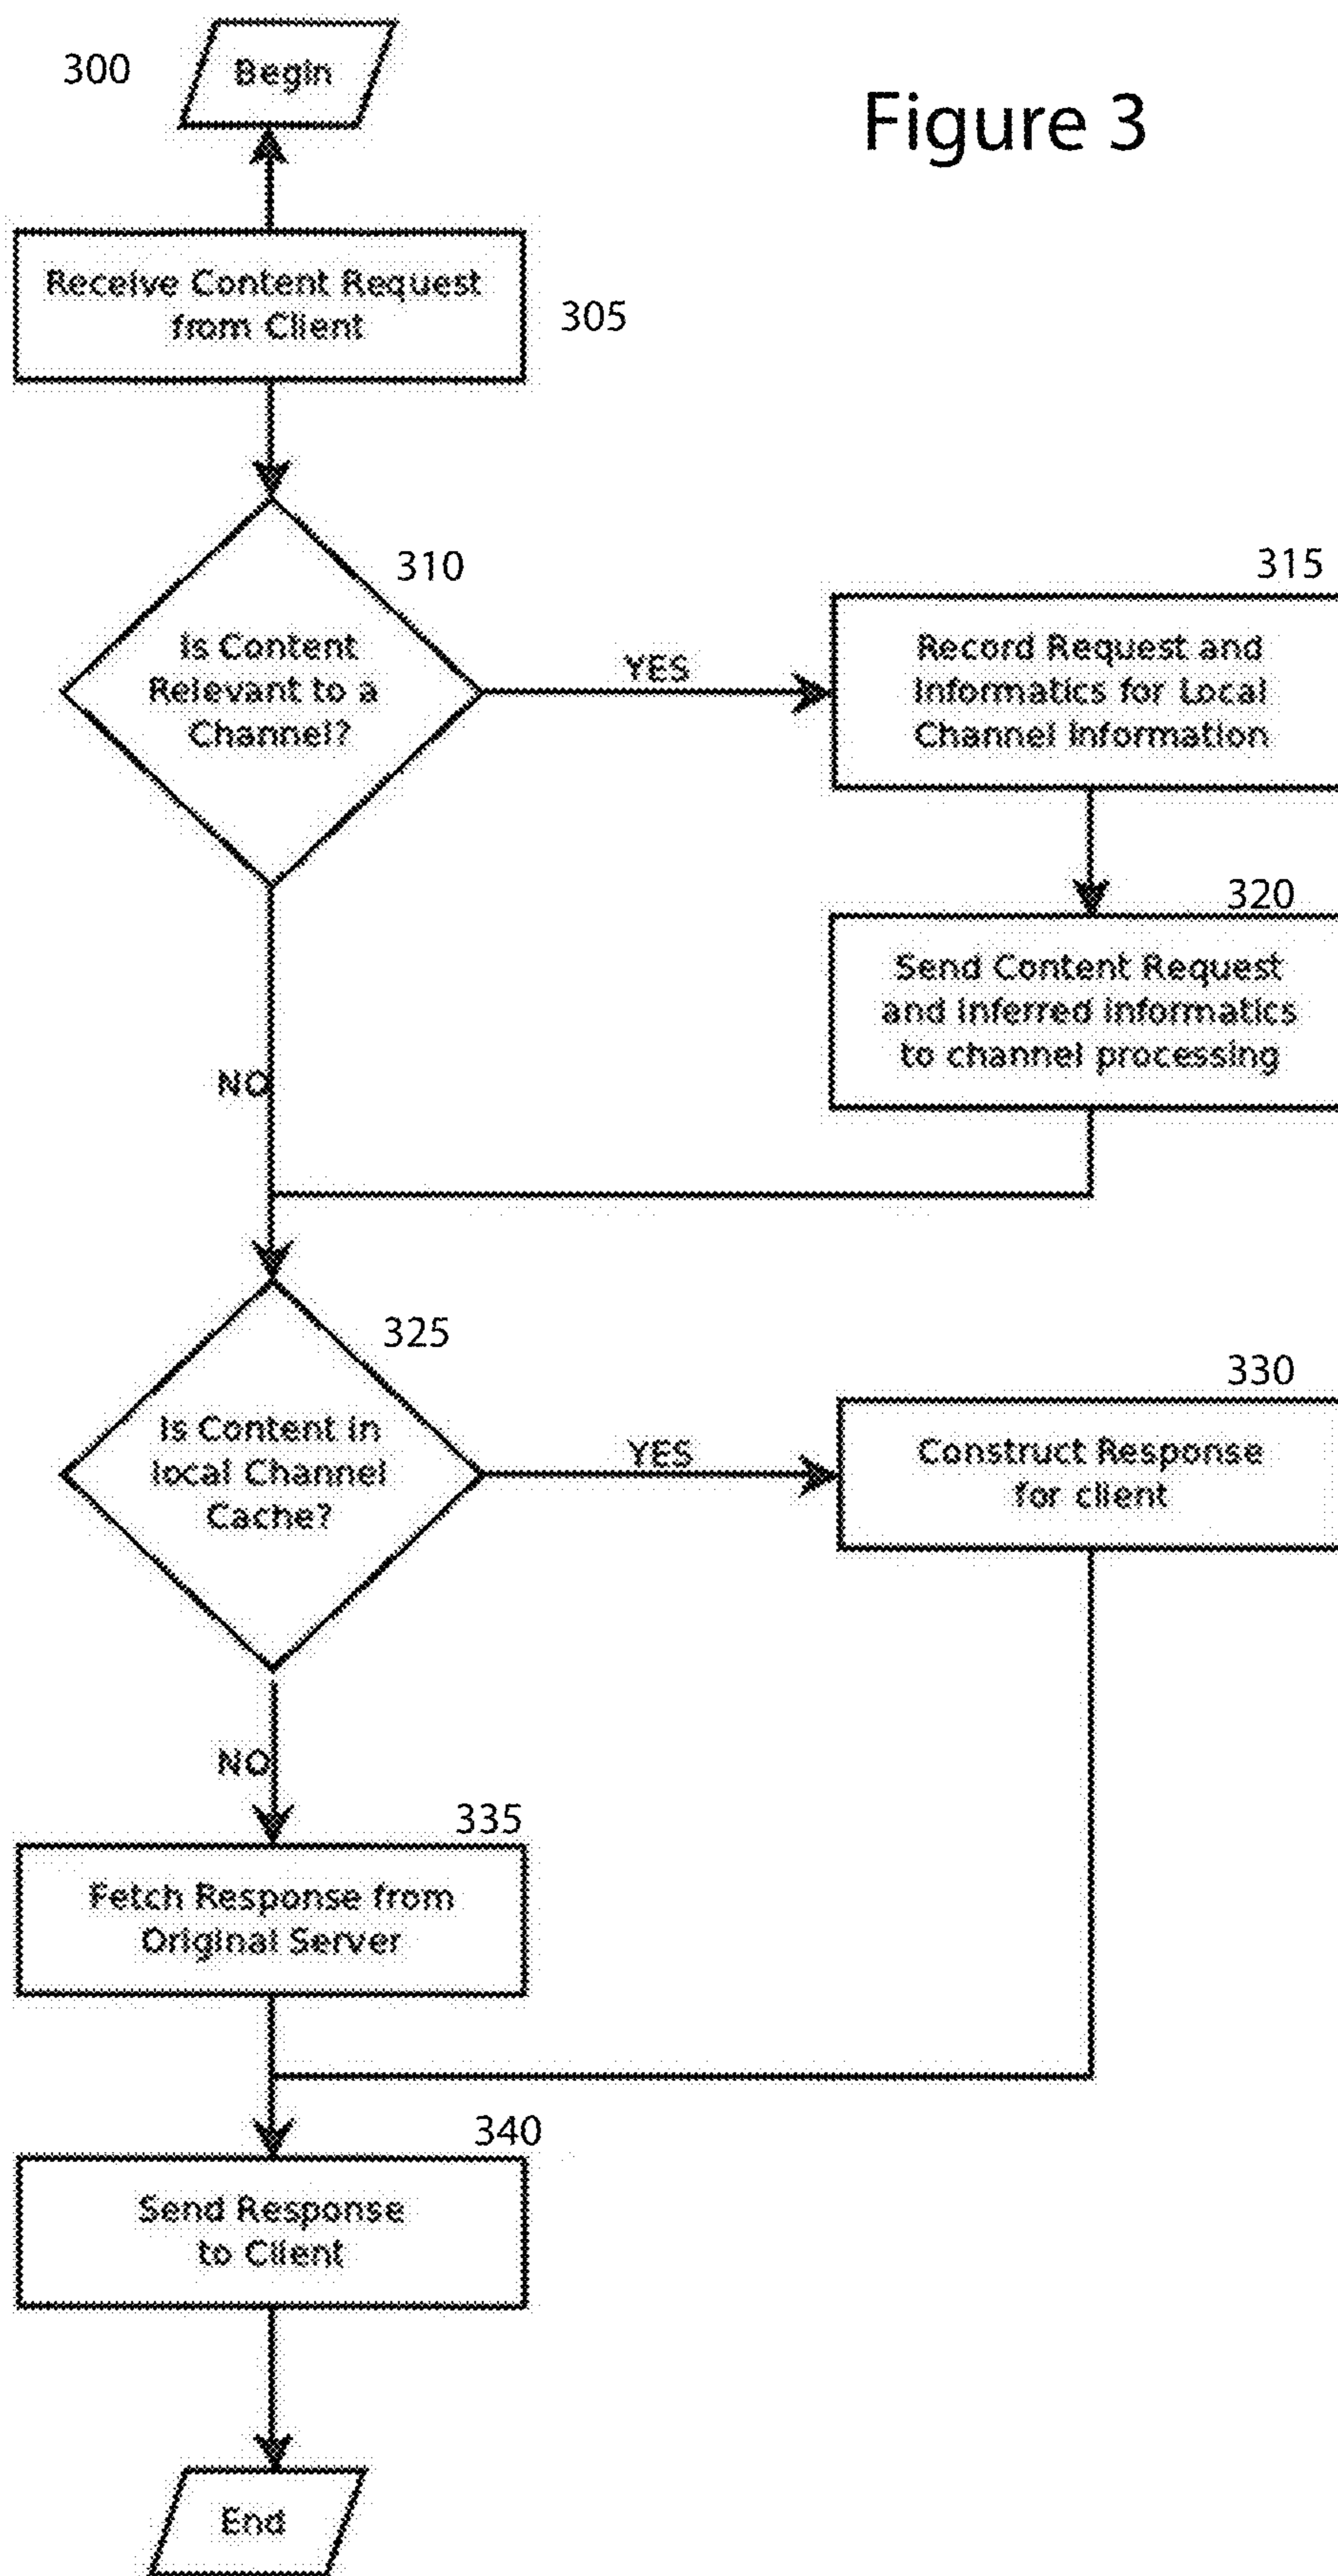 300
Begin
Figure 3
Receive Content Request
from Client
305
310
Is Content
Relevant to a
Channel?
YES
315
Record Request and
Informatics for Local
Channel Information
320
Send Content Request
and inferred informatics
to channel processing
NO
325
Is Content in
local Channel
Cache?
YES
330
Construct Response
for client
NO
335
Fetch Response from
Original Server
340
Send Response
to Client
End